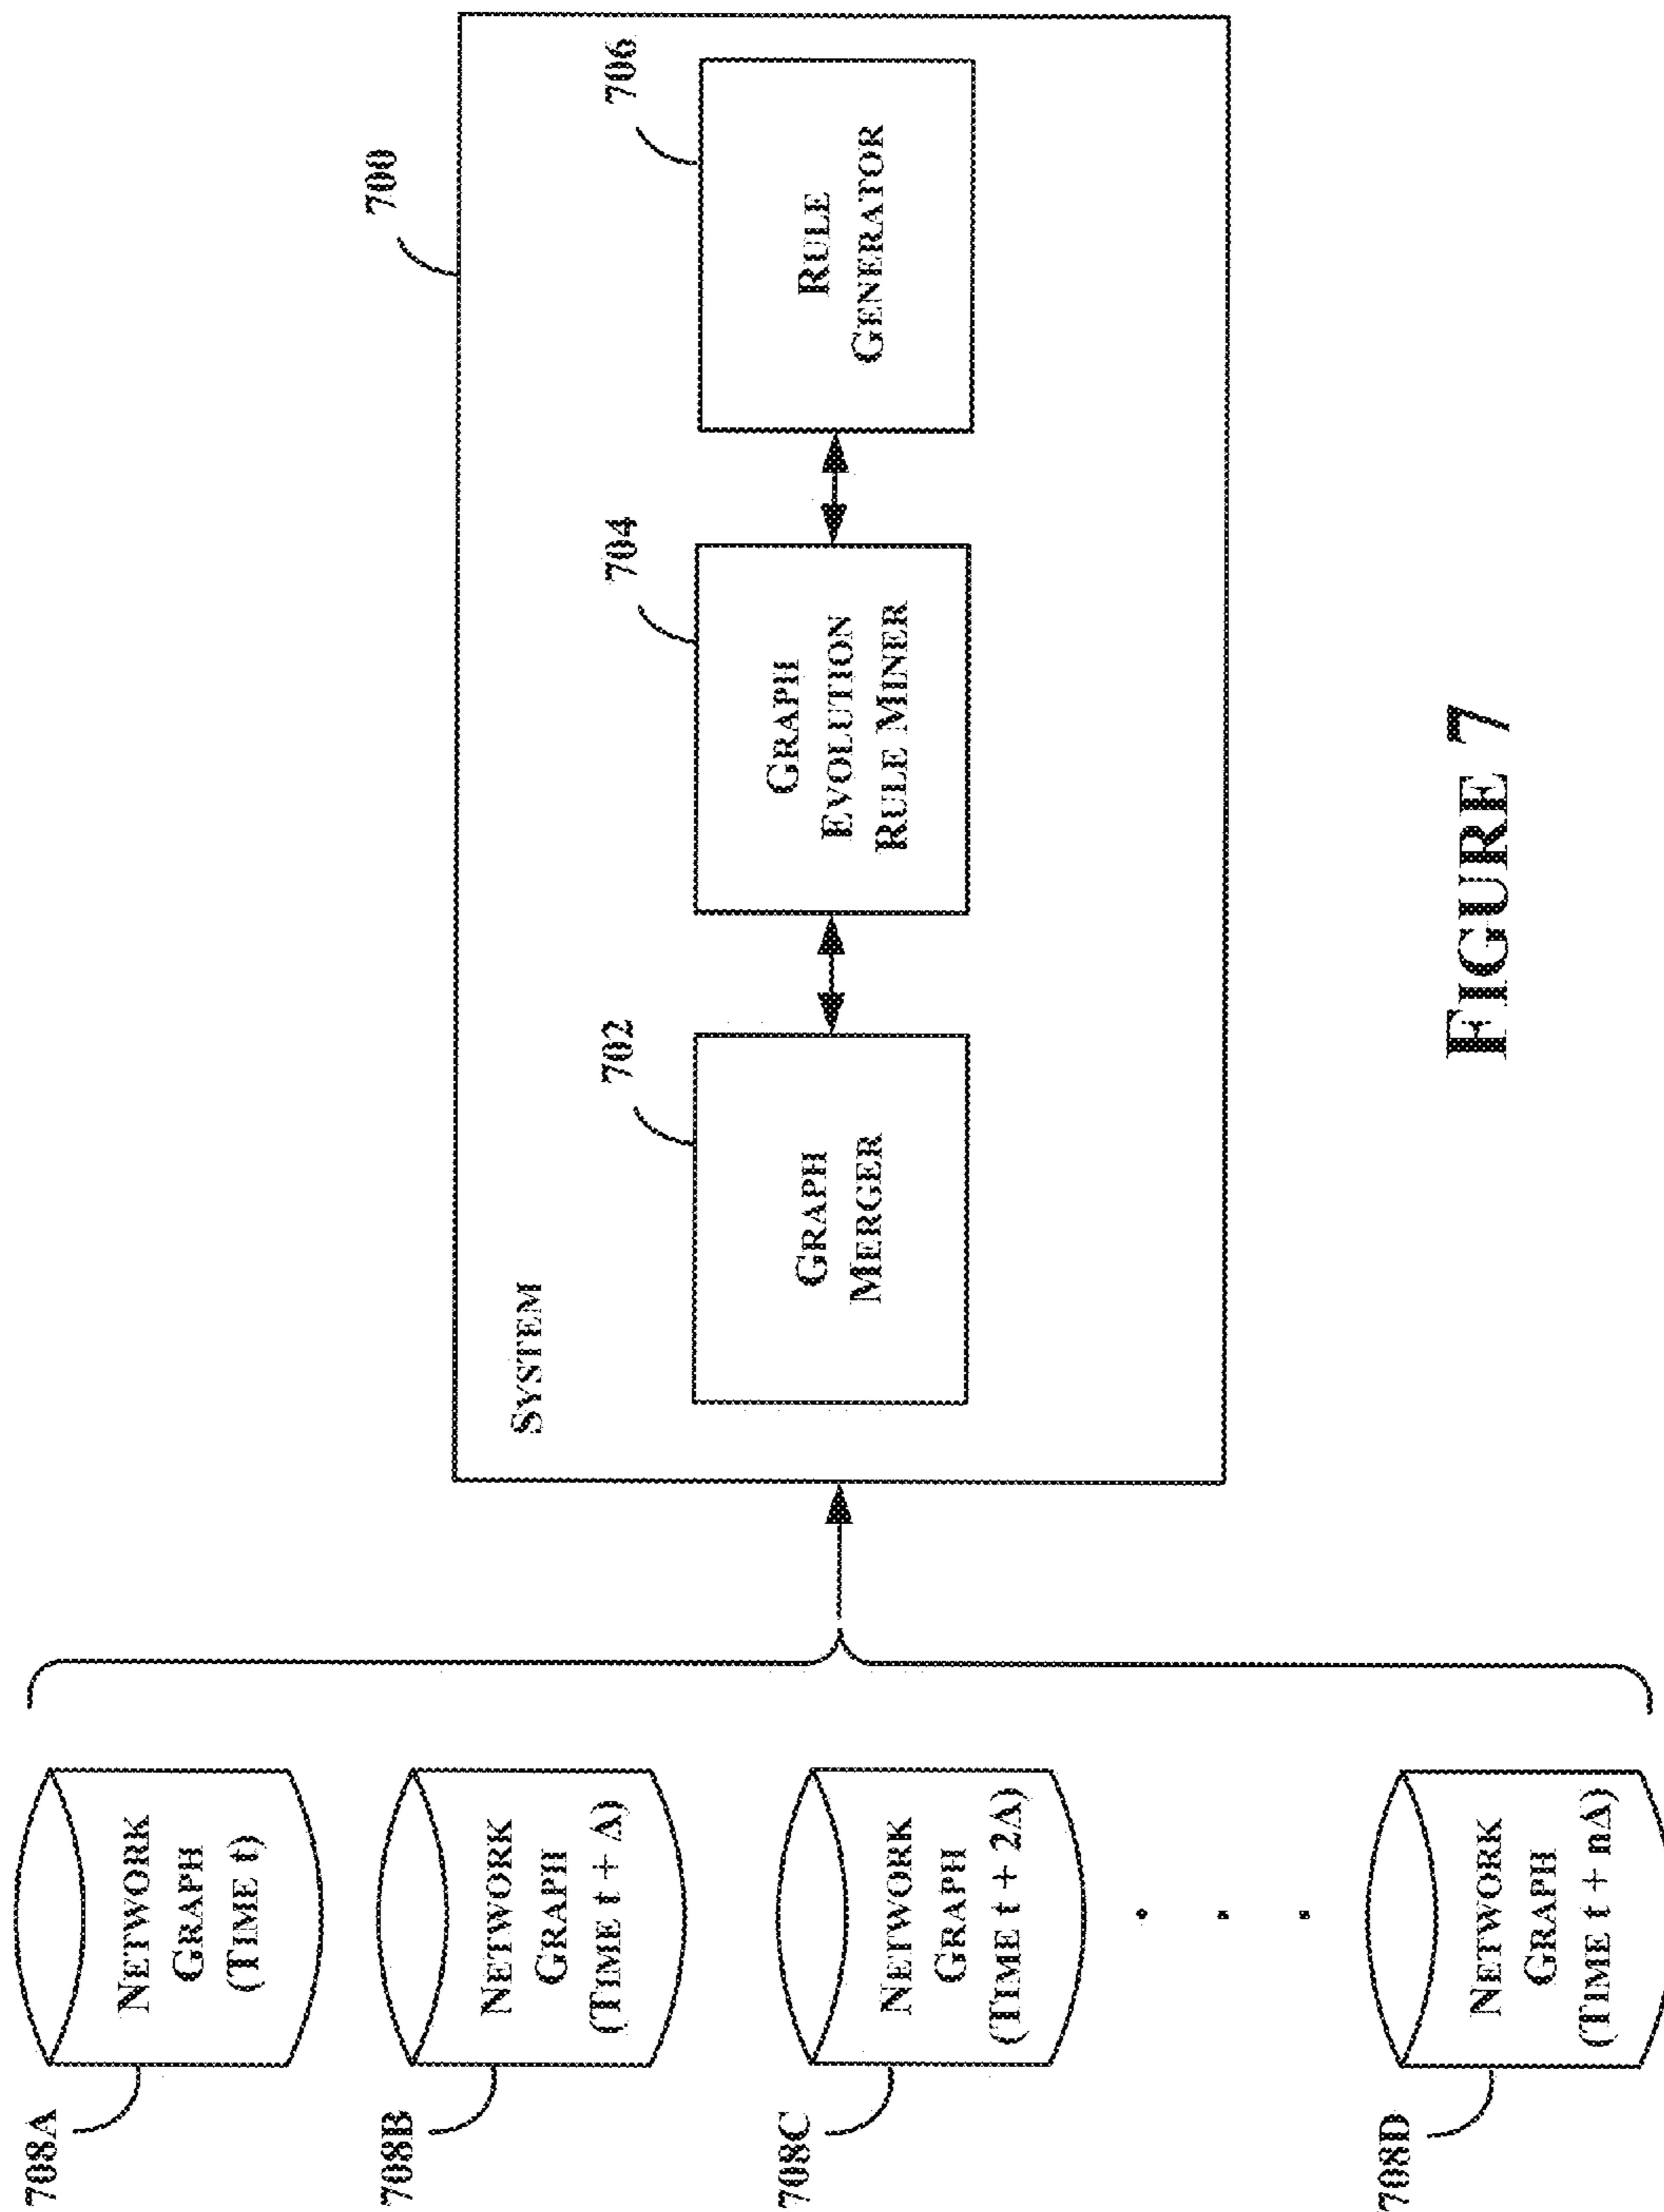 708A
NETWORK
GRAPH
(TIME t)
708B
NETWORK
GRAPH
(TIME t + Δ)
708C
NETWORK
GRAPH
(TIME t + 2Δ)
708D
NETWORK
GRAPH
(TIME t + nΔ)
700
SYSTEM
702
GRAPH
MERGER
704
GRAPH
EVOLUTION
RULE MINER
706
RULE
GENERATOR
FIGURE 7